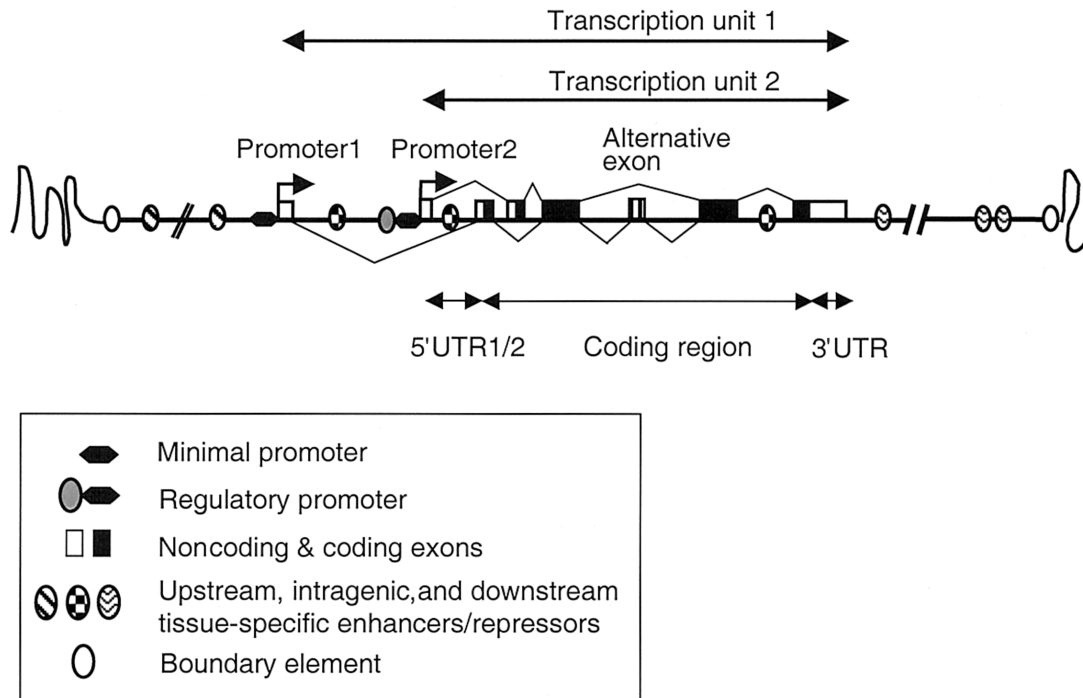 Transcription unit 1
Transcription unit 2
Promoter1
Promoter2
Alternative
exon
5'UTR1/2
Coding region
3'UTR
Minimal promoter
Regulatory promoter
Noncoding & coding exons
Upstream, intragenic,and downstream
tissue-specific enhancers/repressors
Boundary element